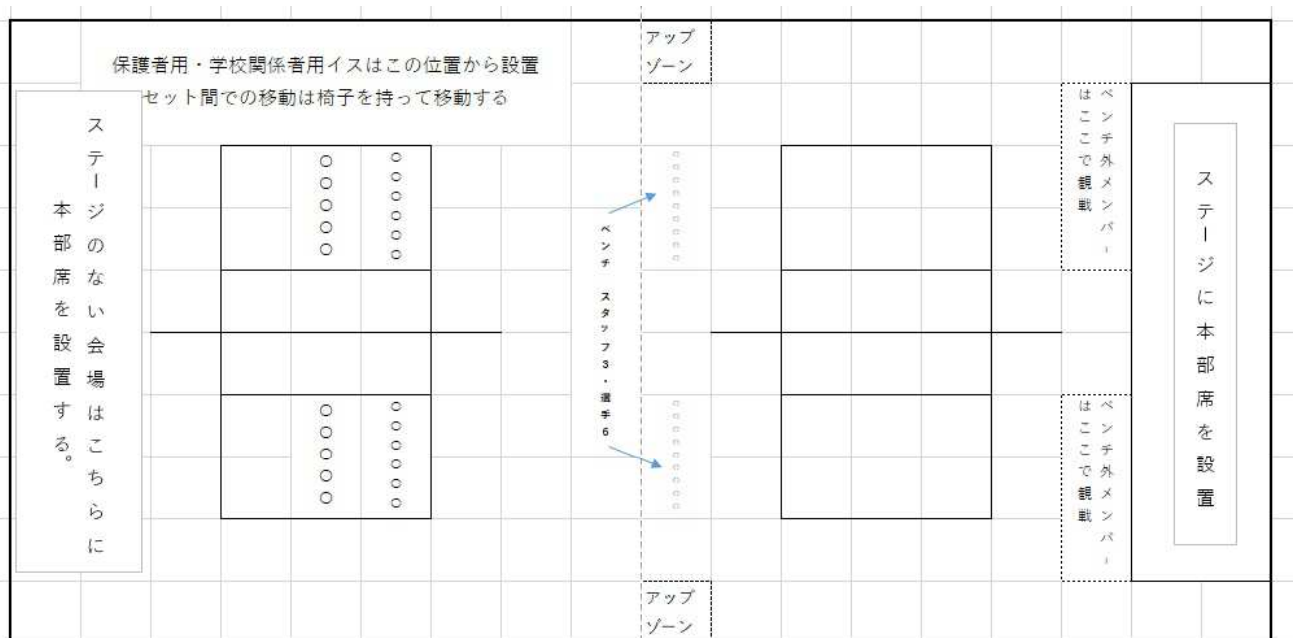 アップ
ゾーン
保護者用・学校関係者用イスはこの位置から設置
セット間での移動は椅子を持って移動する
ステージのない会場はこちらに
本部席を設置する。
ベンチ スタッフ3・選手6
ベンチ外メンバー
はここで観戦
ステージに本部席を設置
ベンチ外メンバー
はここで観戦
アップ
ゾーン